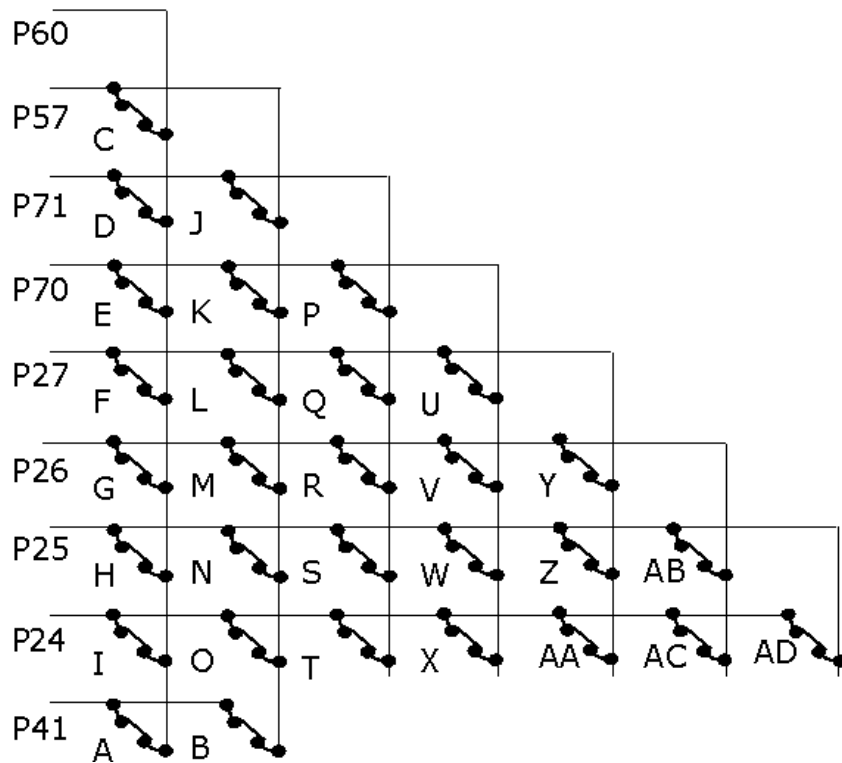 P60
P57 C
P71 D J
P70 E K P
P27 F L Q U
P26 G M R V Y
P25 H N S W Z AB
P24 I O T X AA AC AD
P41 A B